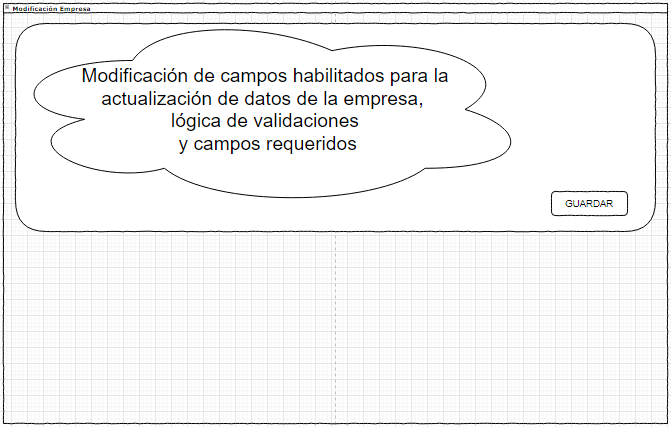 Modificación Empresa
Modificación de campos habilitados para la
actualización de datos de la empresa,
lógica de validaciones
y campos requeridos
GUARDAR